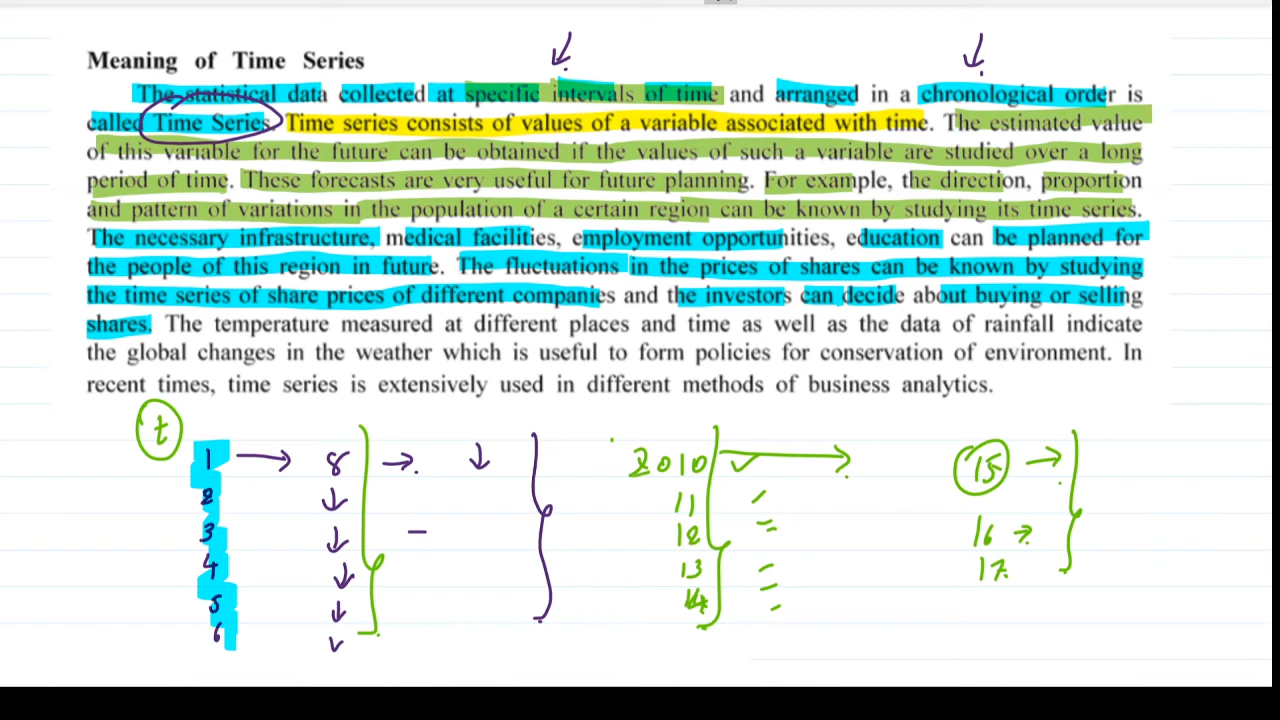 Meaning of Time Series
The statistical data collected at specific intervals of time and arranged in a chronological order is
called Time Series. Time series consists of values of a variable associated with time. The estimated value
of this variable for the future can be obtained if the values of such a variable are studied over a long
period of time. These forecasts are very useful for future planning. For example, the direction, proportion
and pattern of variations in the population of a certain region can be known by studying its time series.
The necessary infrastructure, medical facilities, employment opportunities, education can be planned for
the people of this region in future. The fluctuations in the prices of shares can be known by studying
the time series of share prices of different companies and the investors can decide about buying or selling
shares. The temperature measured at different places and time as well as the data of rainfall indicate
the global changes in the weather which is useful to form policies for conservation of environment. In
recent times, time series is extensively used in different methods of business analytics.
t
1 → 8 → ↓ 2010 ✓ → 15 →
2 ↓ 11
3 ↓ – 12 16 →
4 ↓ 13 17
5 ↓ 14
6